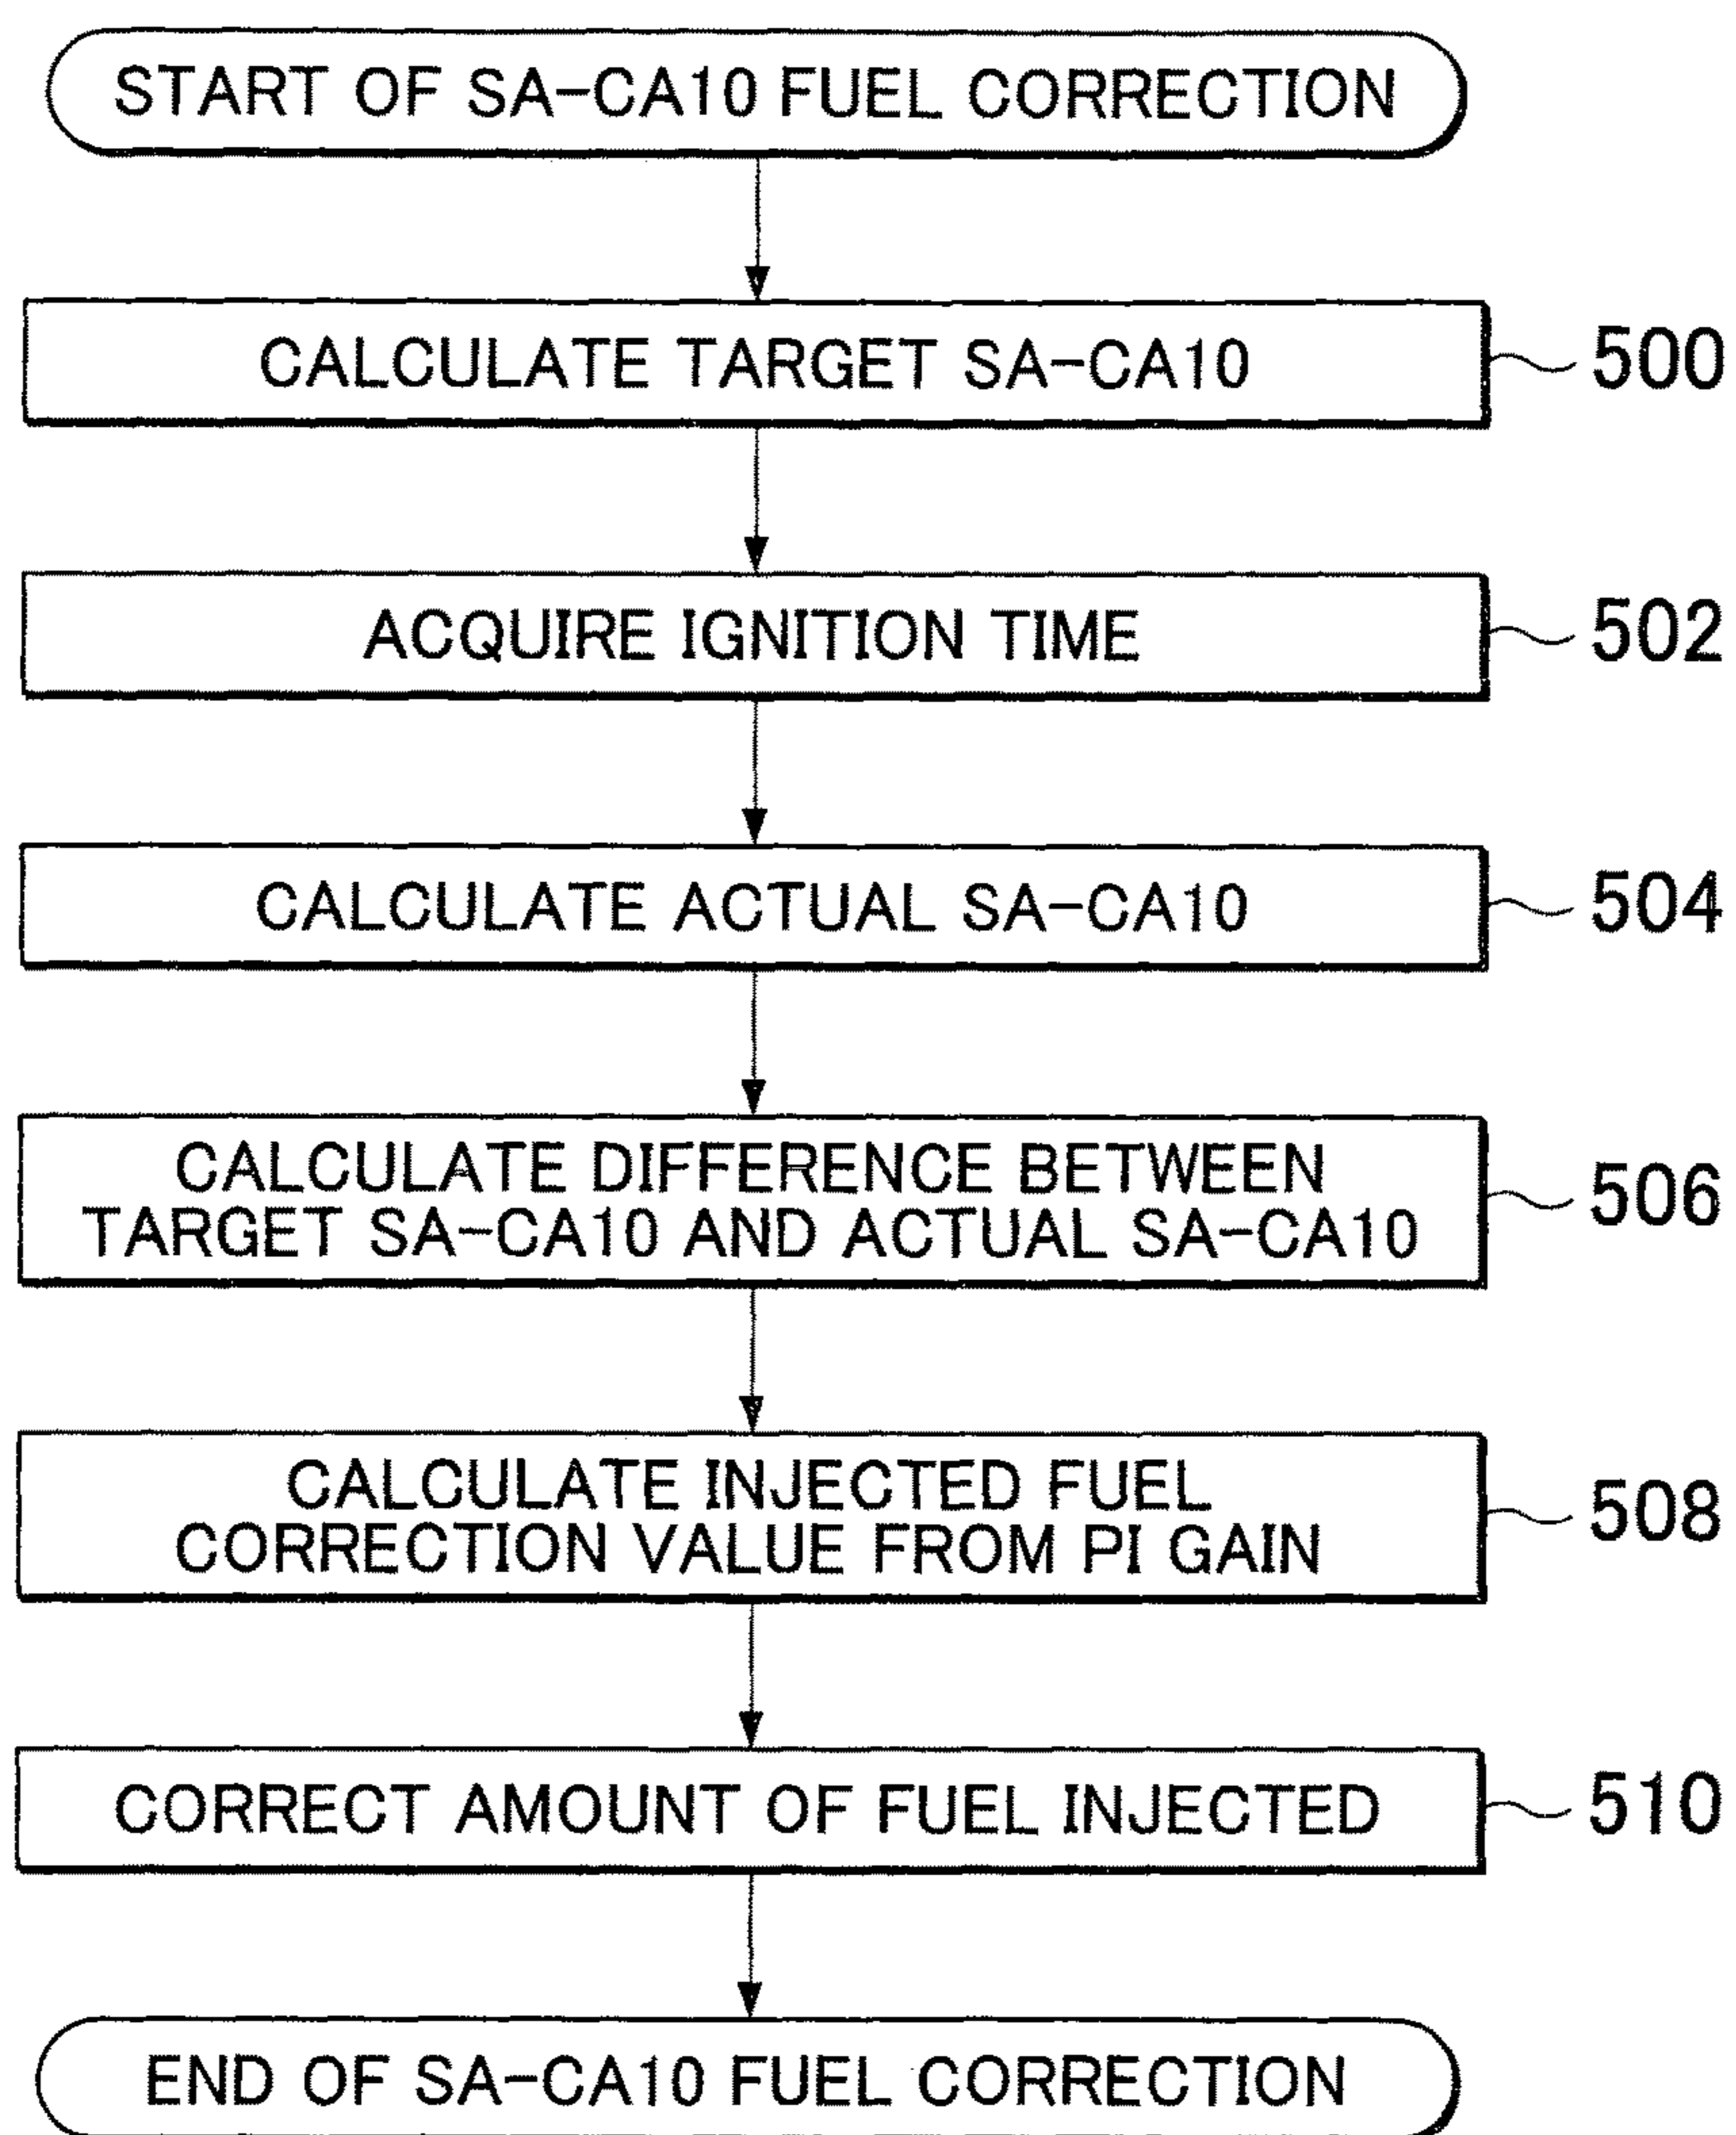 START OF SA-CA10 FUEL CORRECTION
CALCULATE TARGET SA-CA10
500
ACQUIRE IGNITION TIME
502
CALCULATE ACTUAL SA-CA10
504
CALCULATE DIFFERENCE BETWEEN
TARGET SA-CA10 AND ACTUAL SA-CA10
506
CALCULATE INJECTED FUEL
CORRECTION VALUE FROM PI GAIN
508
CORRECT AMOUNT OF FUEL INJECTED
510
END OF SA-CA10 FUEL CORRECTION